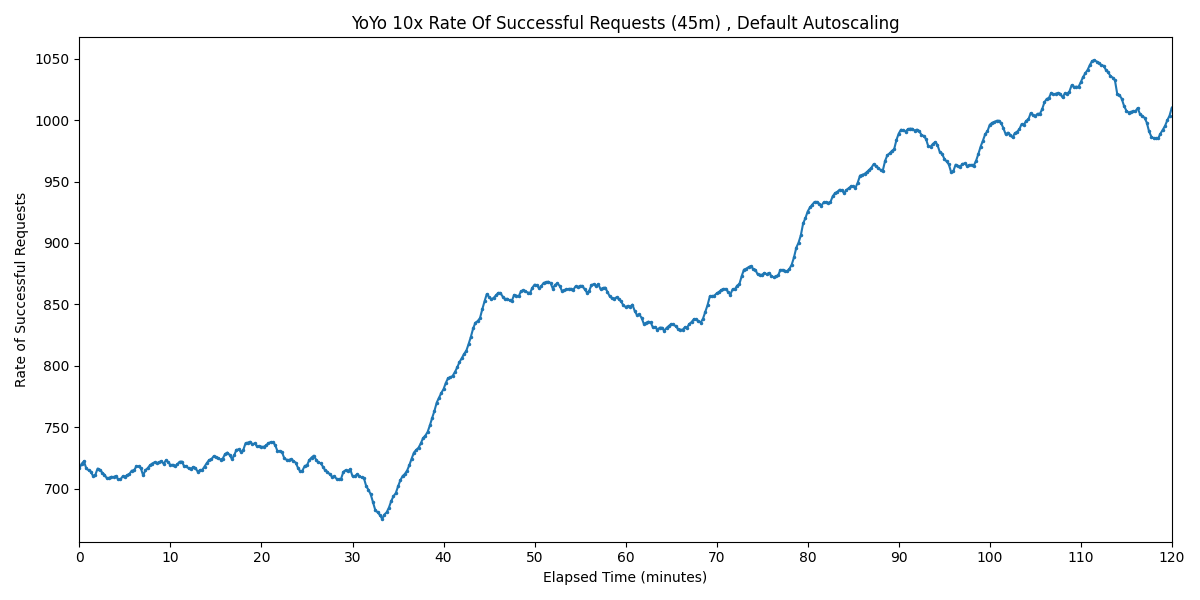 YoYo 10x Rate Of Successful Requests (45m) , Default Autoscaling
Rate of Successful Requests
1050
1000
950
900
850
800
750
700
0 10 20 30 40 50 60 70 80 90 100 110 120
Elapsed Time (minutes)